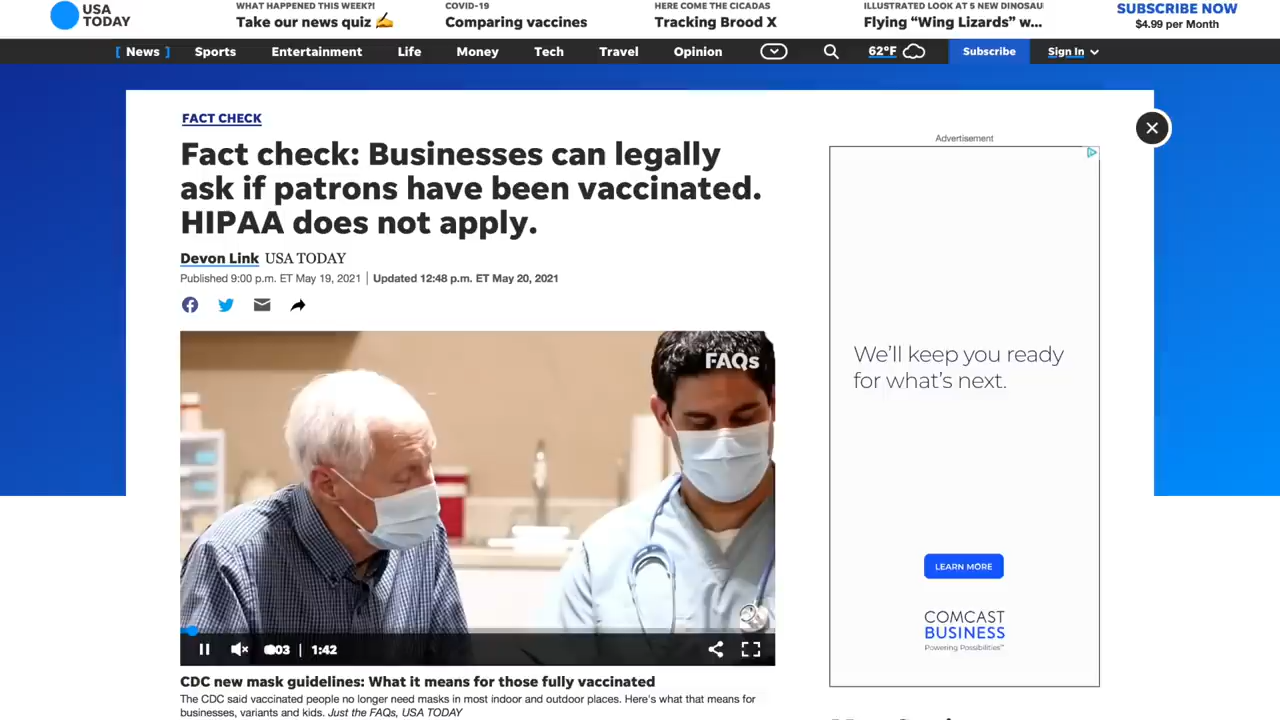 USA
TODAY
WHAT HAPPENED THIS WEEK?!
Take our news quiz ✍️
COVID-19
Comparing vaccines
HERE COME THE CICADAS
Tracking Brood X
ILLUSTRATED LOOK AT 5 NEW DINOSAU
Flying “Wing Lizards” w...
SUBSCRIBE NOW
$4.99 per Month
[ News ] Sports Entertainment Life Money Tech Travel Opinion 62°F Subscribe Sign In
FACT CHECK
Fact check: Businesses can legally
ask if patrons have been vaccinated.
HIPAA does not apply.
Devon Link USA TODAY
Published 9:00 p.m. ET May 19, 2021 | Updated 12:48 p.m. ET May 20, 2021
FAQs
1:42
CDC new mask guidelines: What it means for those fully vaccinated
The CDC said vaccinated people no longer need masks in most indoor and outdoor places. Here's what that means for
businesses, variants and kids. Just the FAQs, USA TODAY
Advertisement
We’ll keep you ready
for what’s next.
LEARN MORE
COMCAST
BUSINESS
Powering Possibilities™